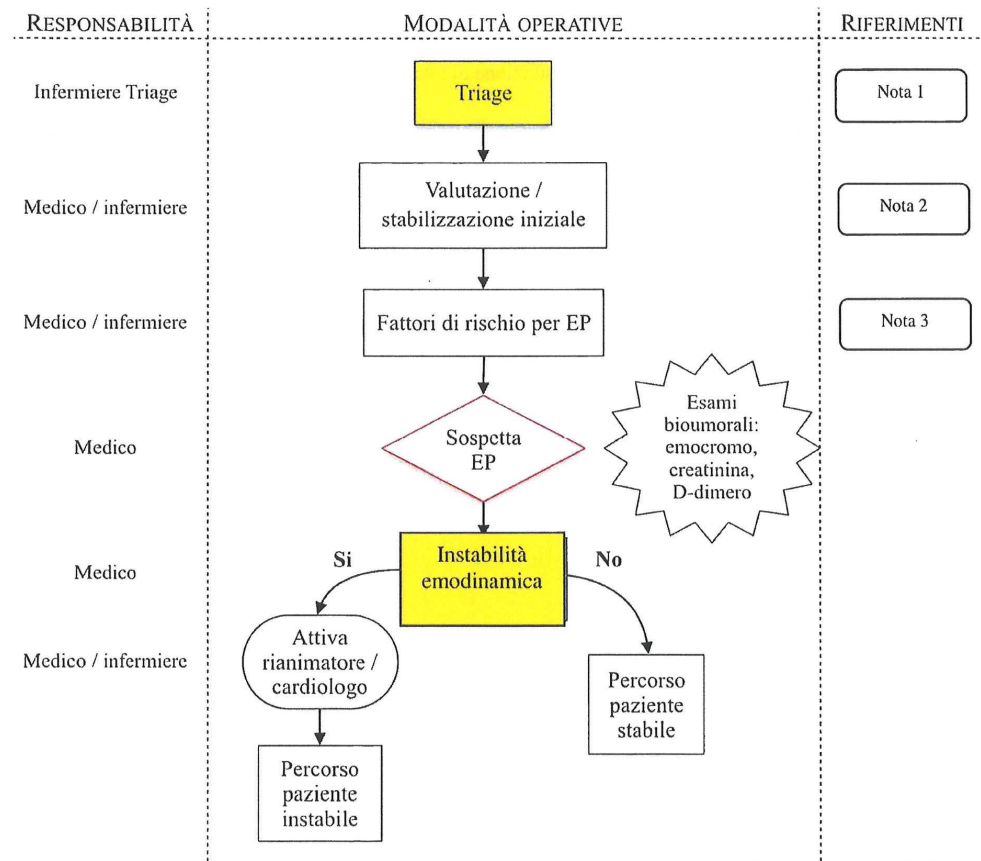 RESPONSABILITÀ MODALITÀ OPERATIVE RIFERIMENTI
Infermiere Triage
Triage
Nota 1
Medico / infermiere
Valutazione /
stabilizzazione iniziale
Nota 2
Medico / infermiere
Fattori di rischio per EP
Nota 3
Medico
Sospetta
EP
Esami
bioumorali:
emocromo,
creatinina,
D-dimero
Medico
Si
Instabilità
emodinamica
No
Medico / infermiere
Attiva
rianimatore /
cardiologo
Percorso
paziente
stabile
Percorso
paziente
instabile